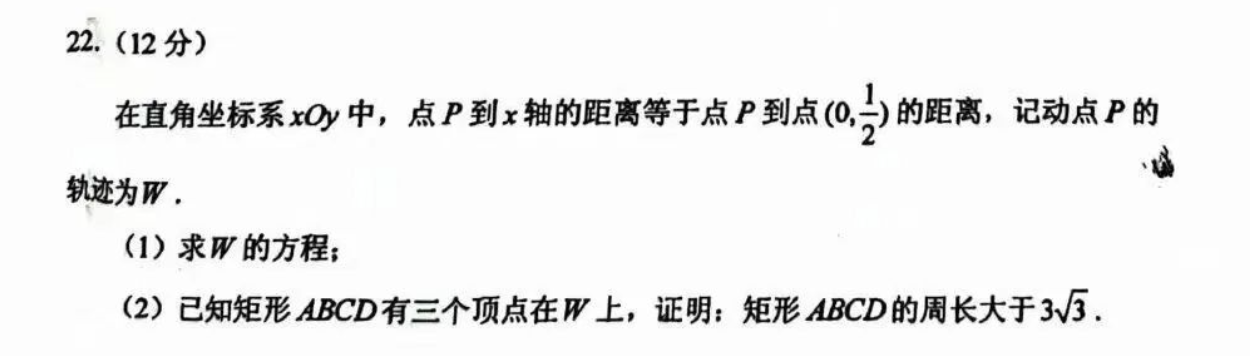 22.（12 分）
在直角坐标系 xOy 中，点 P 到 x 轴的距离等于点 P 到点 (0,1/2) 的距离，记动点 P 的
轨迹为 W .
（1）求 W 的方程；
（2）已知矩形 ABCD 有三个顶点在 W 上，证明：矩形 ABCD 的周长大于 3√3 .